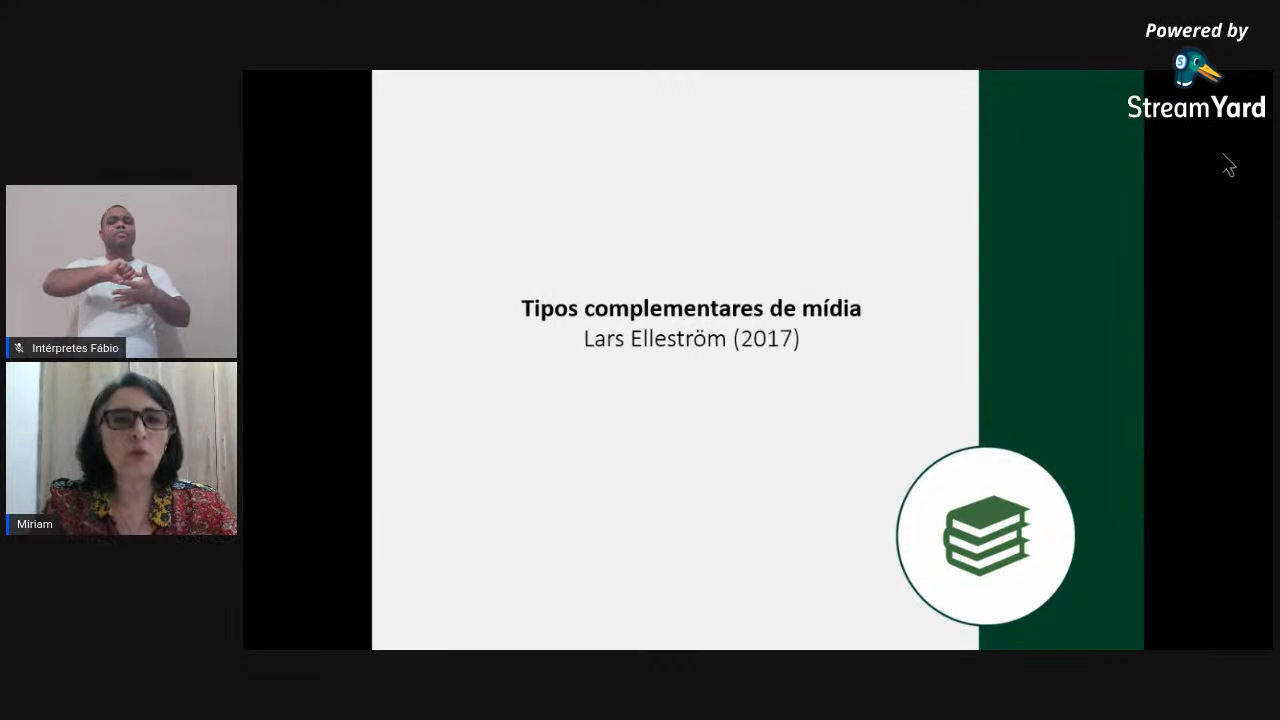 Powered by
S
StreamYard
Intérpretes Fábio
Miriam
Tipos complementares de mídia
Lars Elleström (2017)